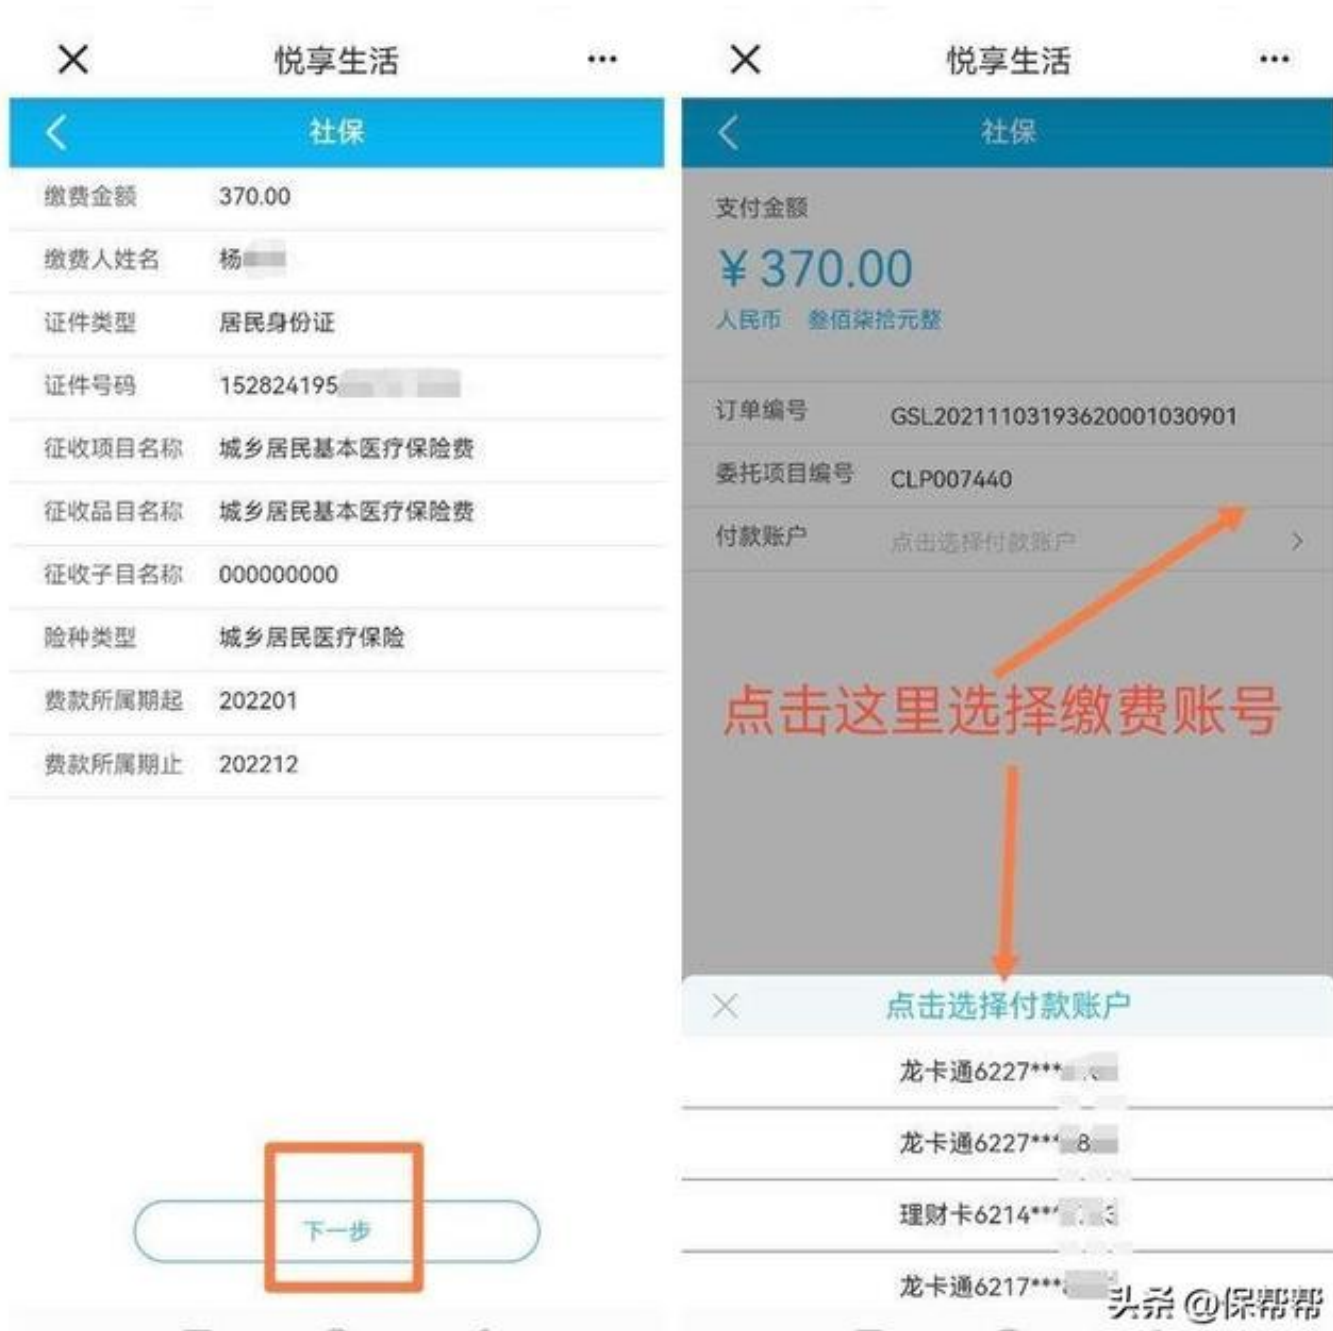 悦享生活
社保
缴费金额 370.00
缴费人姓名 杨
证件类型 居民身份证
证件号码 152824195
征收项目名称 城乡居民基本医疗保险费
征收品目名称 城乡居民基本医疗保险费
征收子目名称 000000000
险种类型 城乡居民医疗保险
费款所属期起 202201
费款所属期止 202212
下一步
悦享生活
社保
支付金额
¥370.00
人民币 叁佰柒拾元整
订单编号 GSL202111031936200010​30901
委托项目编号 CLP007440
付款账户 点击选择付款账户
点击这里选择缴费账号
点击选择付款账户
龙卡通6227***
龙卡通6227*** 8
理财卡6214*** 3
龙卡通6217***
头条 @保帮帮